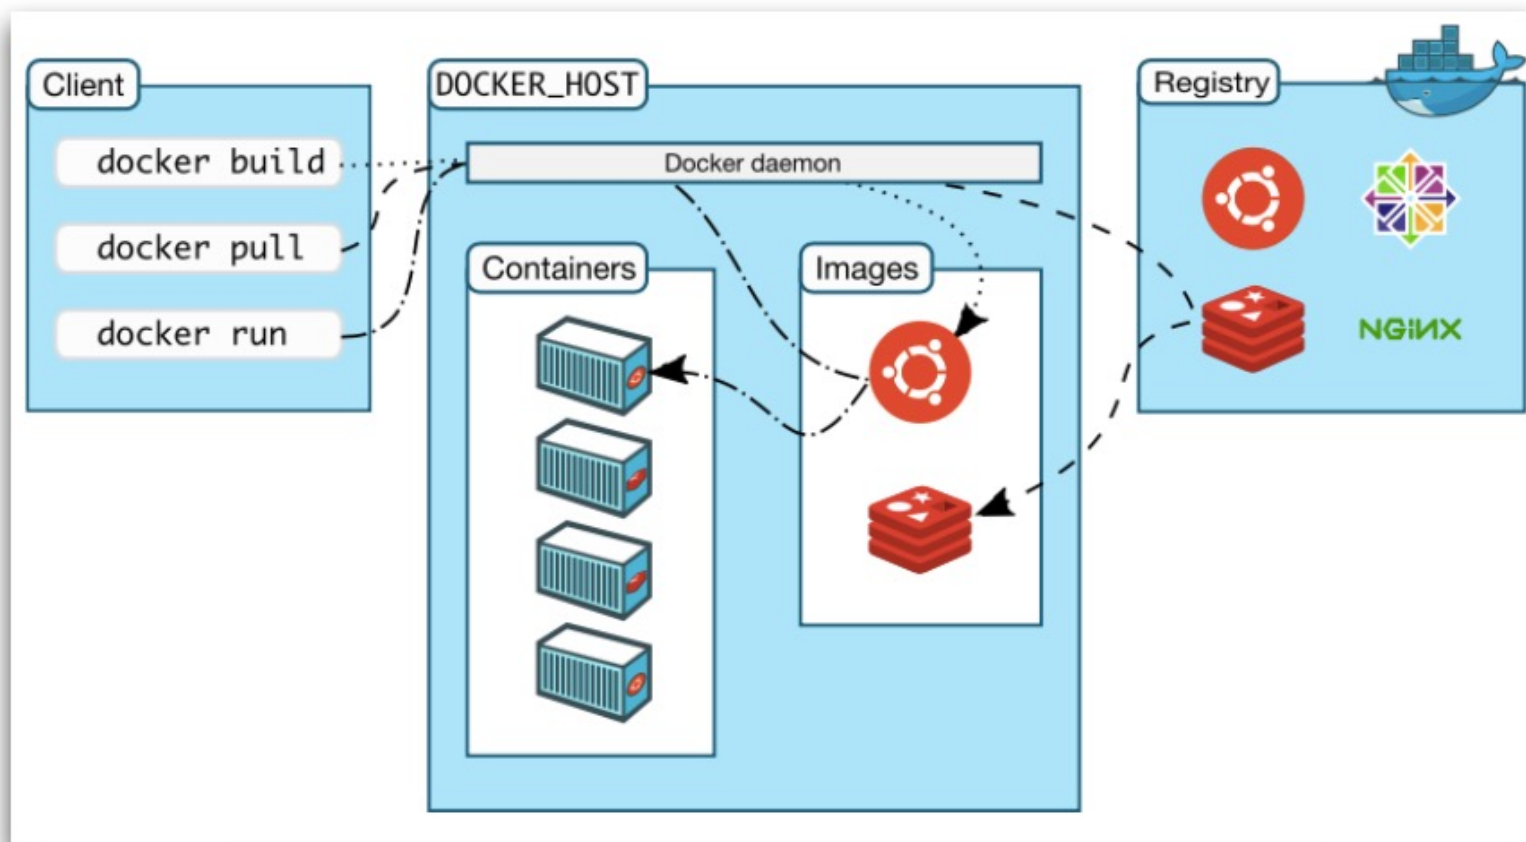 Client
docker build
docker pull
docker run
DOCKER_HOST
Docker daemon
Containers
Images
Registry
NGiNX